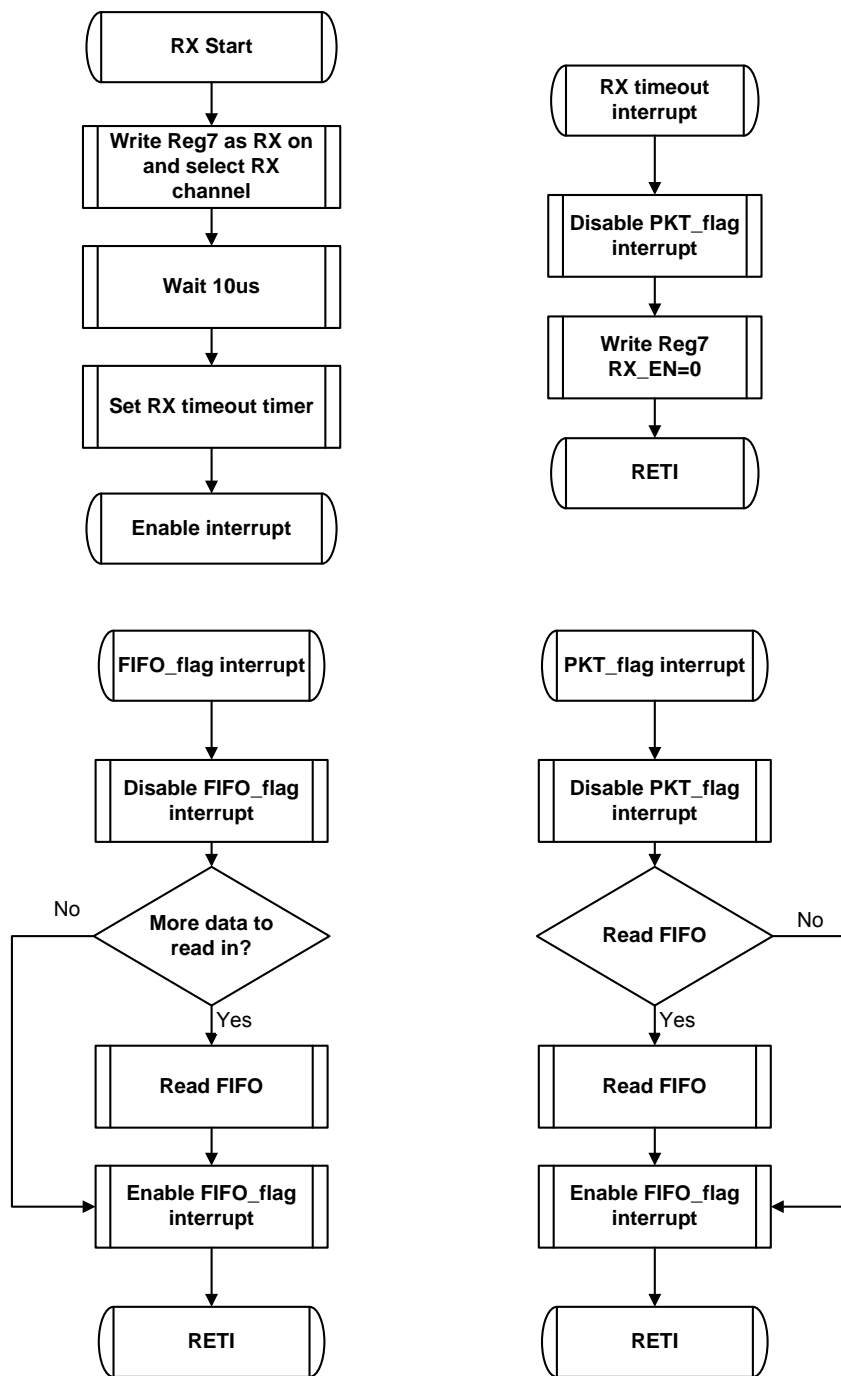 RX Start
Write Reg7 as RX on
and select RX
channel
Wait 10us
Set RX timeout timer
Enable interrupt
RX timeout
interrupt
Disable PKT_flag
interrupt
Write Reg7
RX_EN=0
RETI
FIFO_flag interrupt
Disable FIFO_flag
interrupt
No
More data to
read in?
Yes
Read FIFO
Enable FIFO_flag
interrupt
RETI
PKT_flag interrupt
Disable PKT_flag
interrupt
Read FIFO
No
Yes
Read FIFO
Enable FIFO_flag
interrupt
RETI